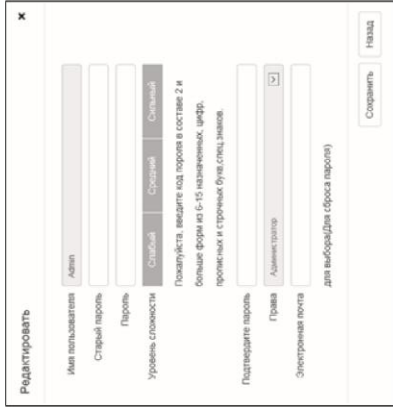 Редактировать
×
Имя пользователя Admin
Старый пароль
Пароль
Уровень сложности Слабый Средний Сильный
Пожалуйста, введите код пороля в составе 2 и
больше форм из 6-15 назначенных, цифр,
прописных и строчных букв,спец.знаков.
Подтвердите пароль
Права Администратор
Электронная почта
для выбора(Для сброса пароля)
Сохранить Назад